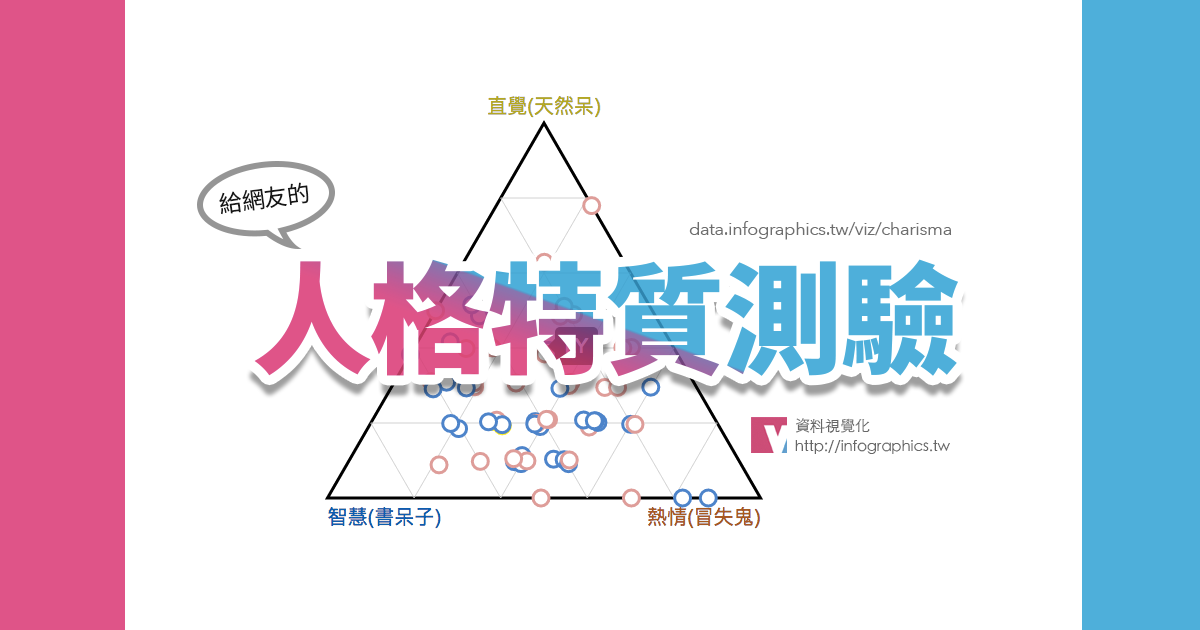 直覺(天然呆)
給網友的
data.infographics.tw/viz/charisma
人格特質測驗
資料視覺化
http://infographics.tw
智慧(書呆子)
熱情(冒失鬼)